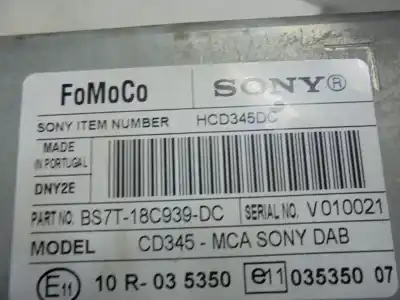 FoMoCo SONY®
SONY ITEM NUMBER HCD345DC
MADE
IN PORTUGAL
DNY2E
PART NO. BS7T-18C939-DC SERIAL NO. V010021
MODEL CD345 - MCA SONY DAB
E11 10 R- 03 5350 e11 035350 07